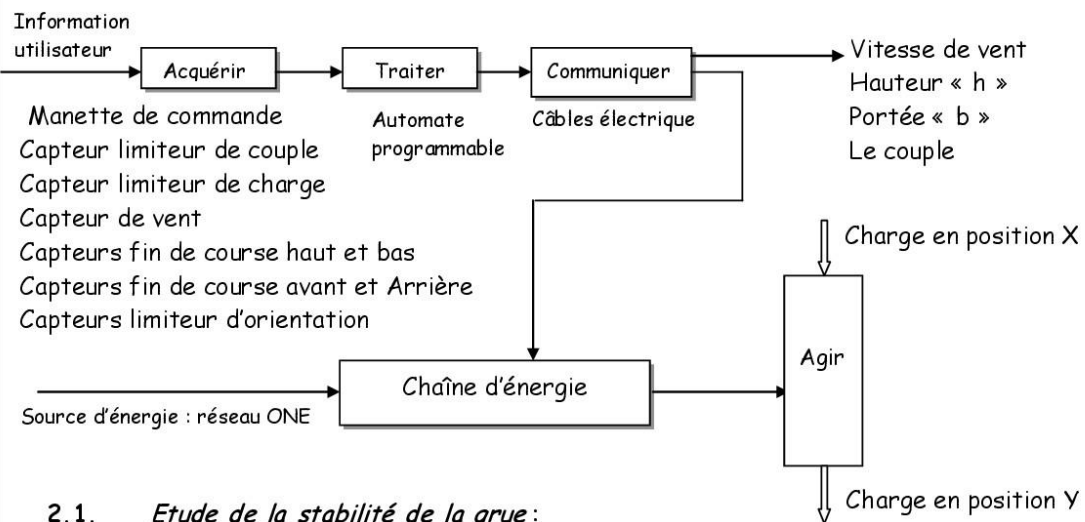 Information
utilisateur
Acquérir
Traiter
Communiquer
Vitesse de vent
Hauteur « h »
Portée « b »
Le couple
Manette de commande
Capteur limiteur de couple
Capteur limiteur de charge
Capteur de vent
Capteurs fin de course haut et bas
Capteurs fin de course avant et Arrière
Capteurs limiteur d'orientation
Automate
programmable
Câbles électrique
Charge en position X
Agir
Chaîne d'énergie
Source d'énergie : réseau ONE
Charge en position Y
2.1. Etude de la stabilité de la grue :